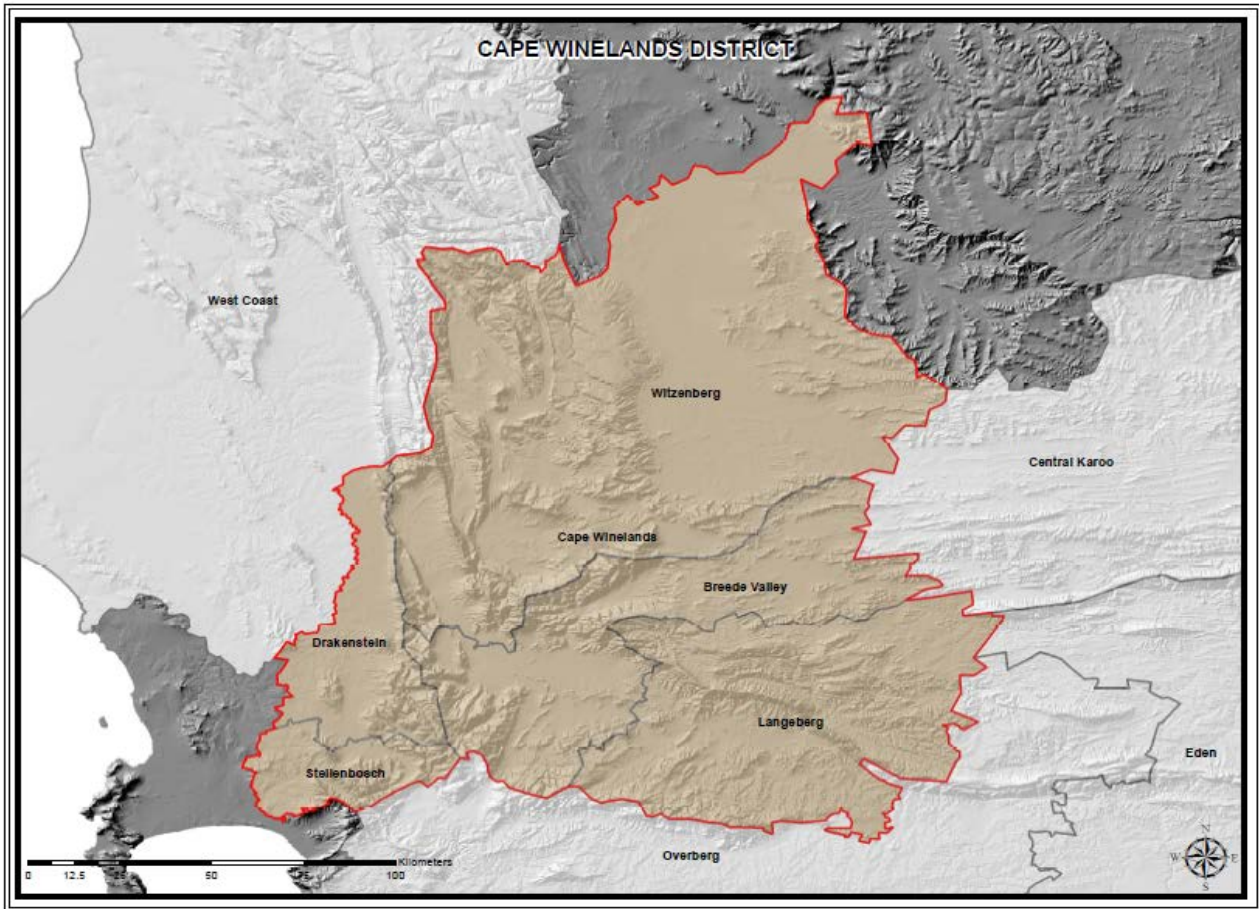 CAPE WINELANDS DISTRICT
West Coast
Witzenberg
Central Karoo
Cape Winelands
Breede Valley
Drakenstein
Langeberg
Eden
Stellenbosch
Overberg
N
W E
S
Kilometers
0 12.5 25 50 100